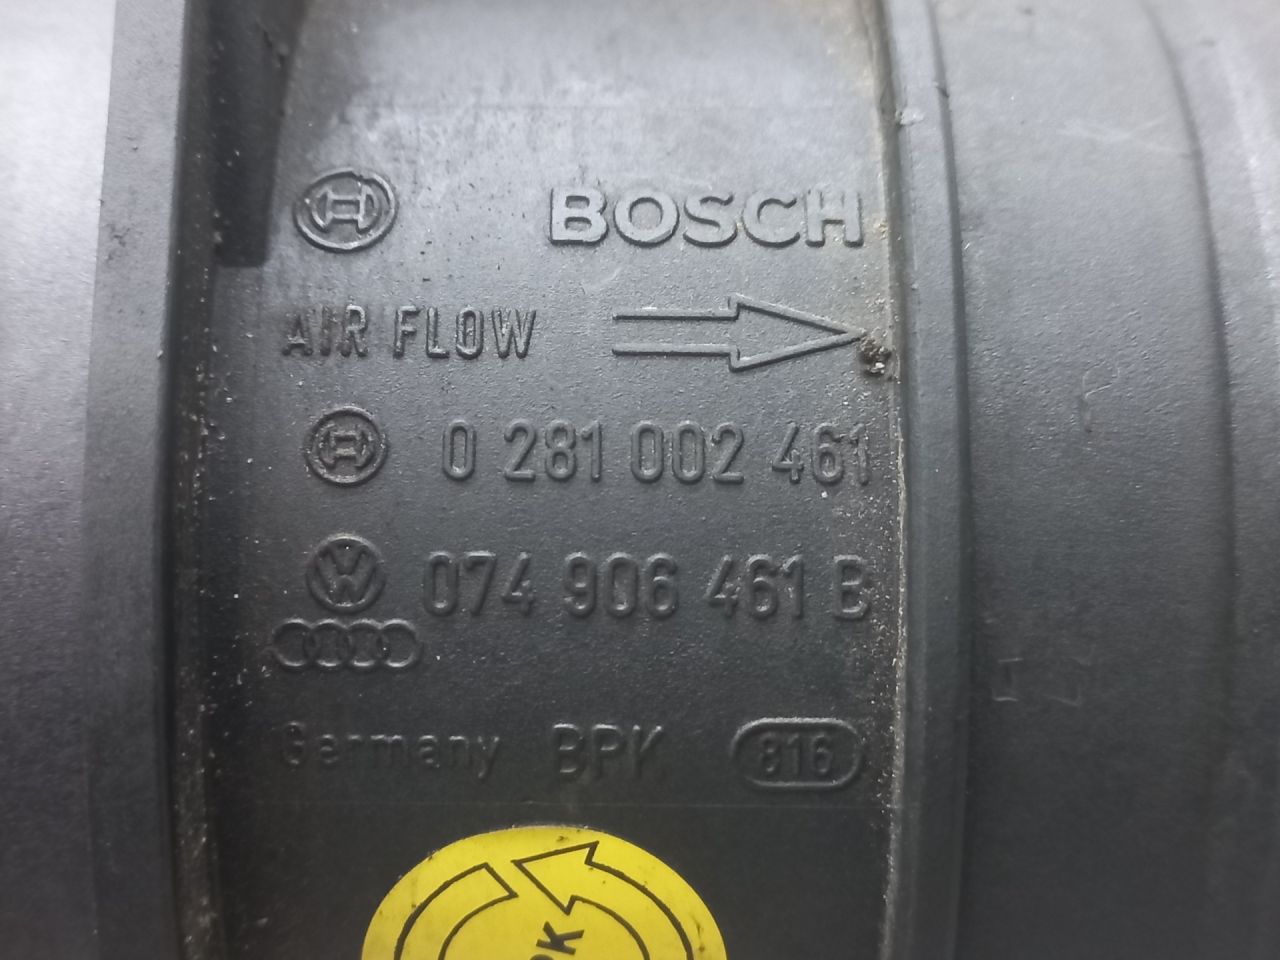 BOSCH
AIR FLOW
0 281 002 461
074 906 461 B
Germany BPK 816